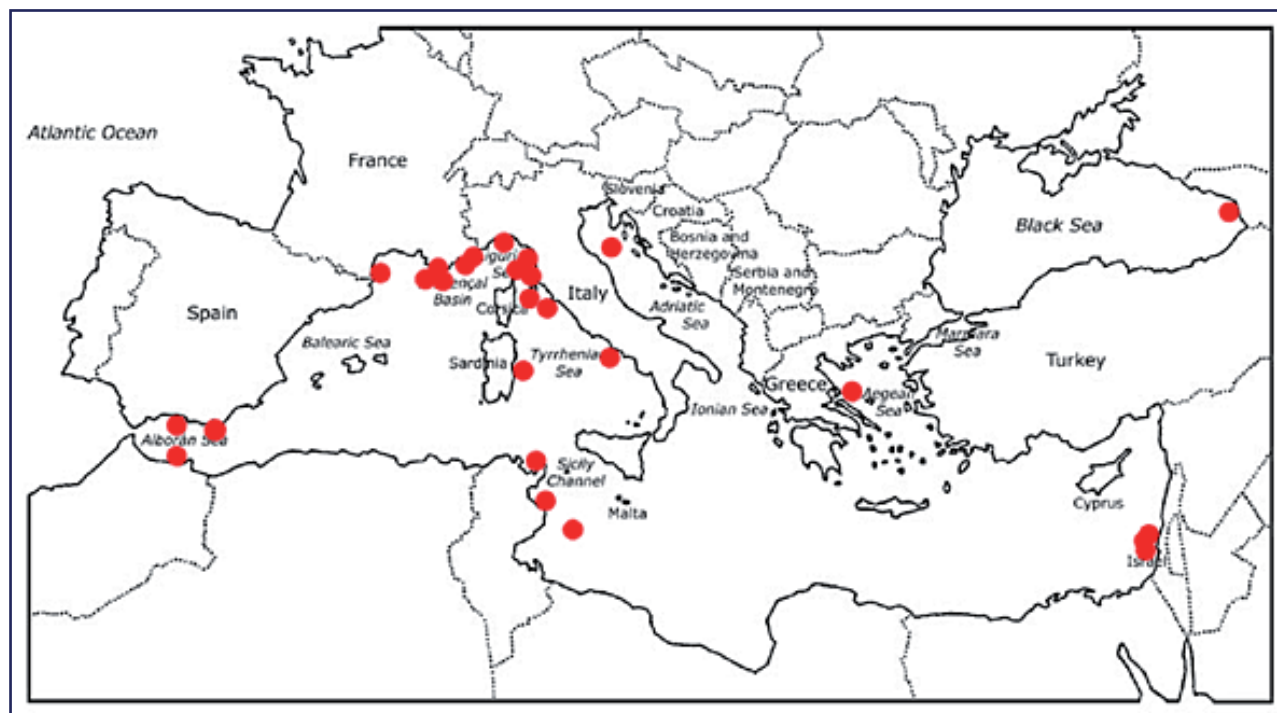 Atlantic Ocean
France
Slovenia
Croatia
Bosnia and
Herzegovina
Serbia and
Montenegro
Black Sea
Spain
Balearic Sea
Basin
Corsica
Italy
Adriatic
Sea
Marmara
Sea
Turkey
Sardinia
Tyrrhenia
Sea
Greece
Aegean
Sea
Ionian Sea
Alboran Sea
Sicily
Channel
Malta
Cyprus
Israel